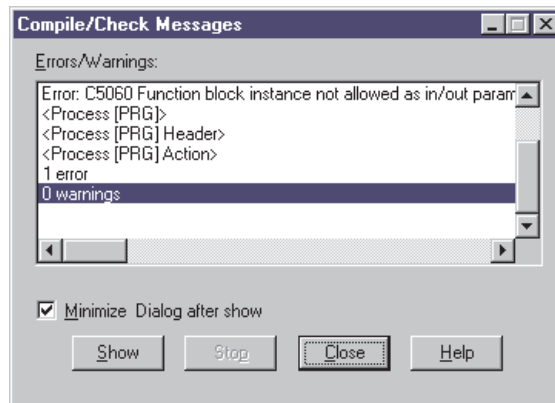 Compile/Check Messages
Errors/Warnings:
Error: C5060 Function block instance not allowed as in/out param
<Process [PRG]>
<Process [PRG] Header>
<Process [PRG] Action>
1 error
0 warnings
Minimize Dialog after show
Show Stop Close Help